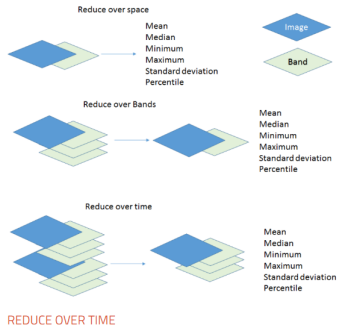 Reduce over space
Mean
Median
Minimum
Maximum
Standard deviation
Percentile
Image
Band
Reduce over Bands
Mean
Median
Minimum
Maximum
Standard deviation
Percentile
Reduce over time
Mean
Median
Minimum
Maximum
Standard deviation
Percentile
REDUCE OVER TIME